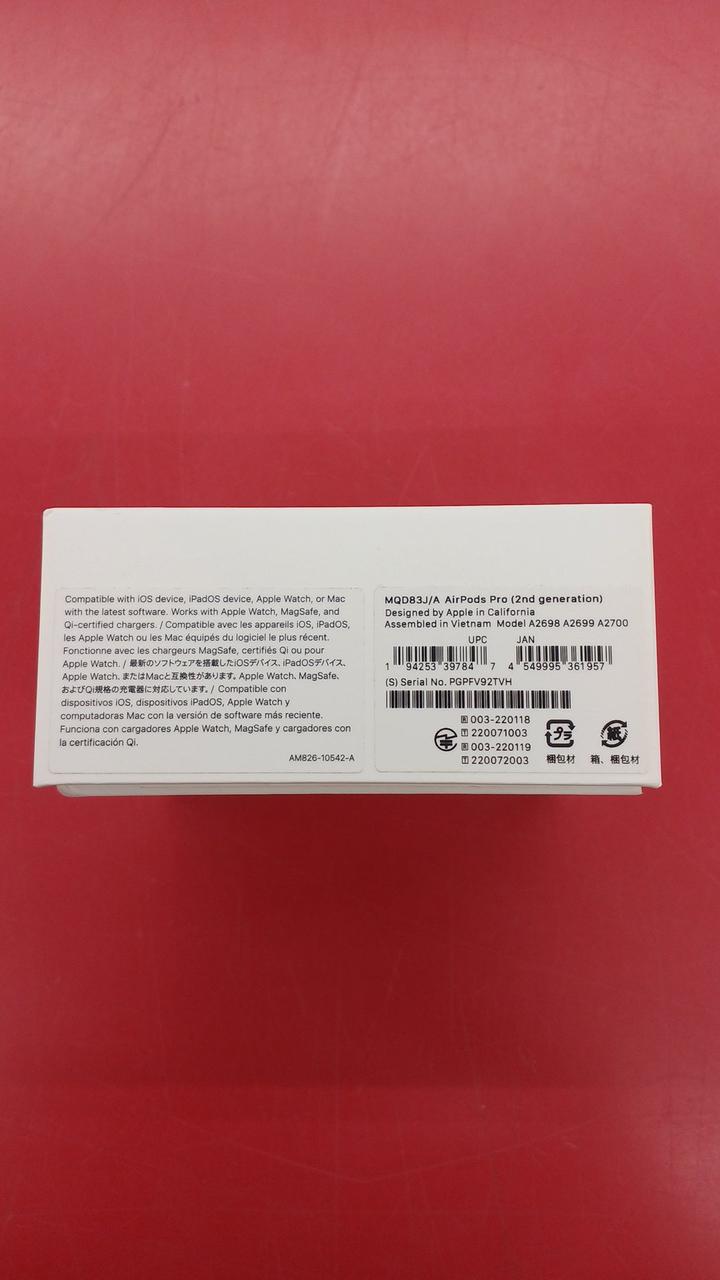 Compatible with iOS device, iPadOS device, Apple Watch, or Mac
with the latest software. Works with Apple Watch, MagSafe, and
Qi-certified chargers. / Compatible avec les appareils iOS, iPadOS,
les Apple Watch ou les Mac équipés du logiciel le plus récent.
Fonctionne avec les chargeurs MagSafe, certifiés Qi ou pour
Apple Watch. / 最新のソフトウェアを搭載したiOSデバイス、iPadOSデバイス、
Apple Watch、またはMacと互換性があります。Apple Watch、MagSafe、
およびQi規格の充電器に対応しています。 / Compatible con
dispositivos iOS, dispositivos iPadOS, Apple Watch y
computadoras Mac con la versión de software más reciente.
Funciona con cargadores Apple Watch, MagSafe y cargadores con
la certificación Qi.
AM826-10542-A
MQD83J/A AirPods Pro (2nd generation)
Designed by Apple in California
Assembled in Vietnam Model A2698 A2699 A2700
UPC JAN
1 94253 39784 7 4 549995 361957
(S) Serial No. PGPFV92TVH
R 003-220118
T 220071003
R 003-220119
T 220072003
プラ 紙
梱包材 箱、梱包材